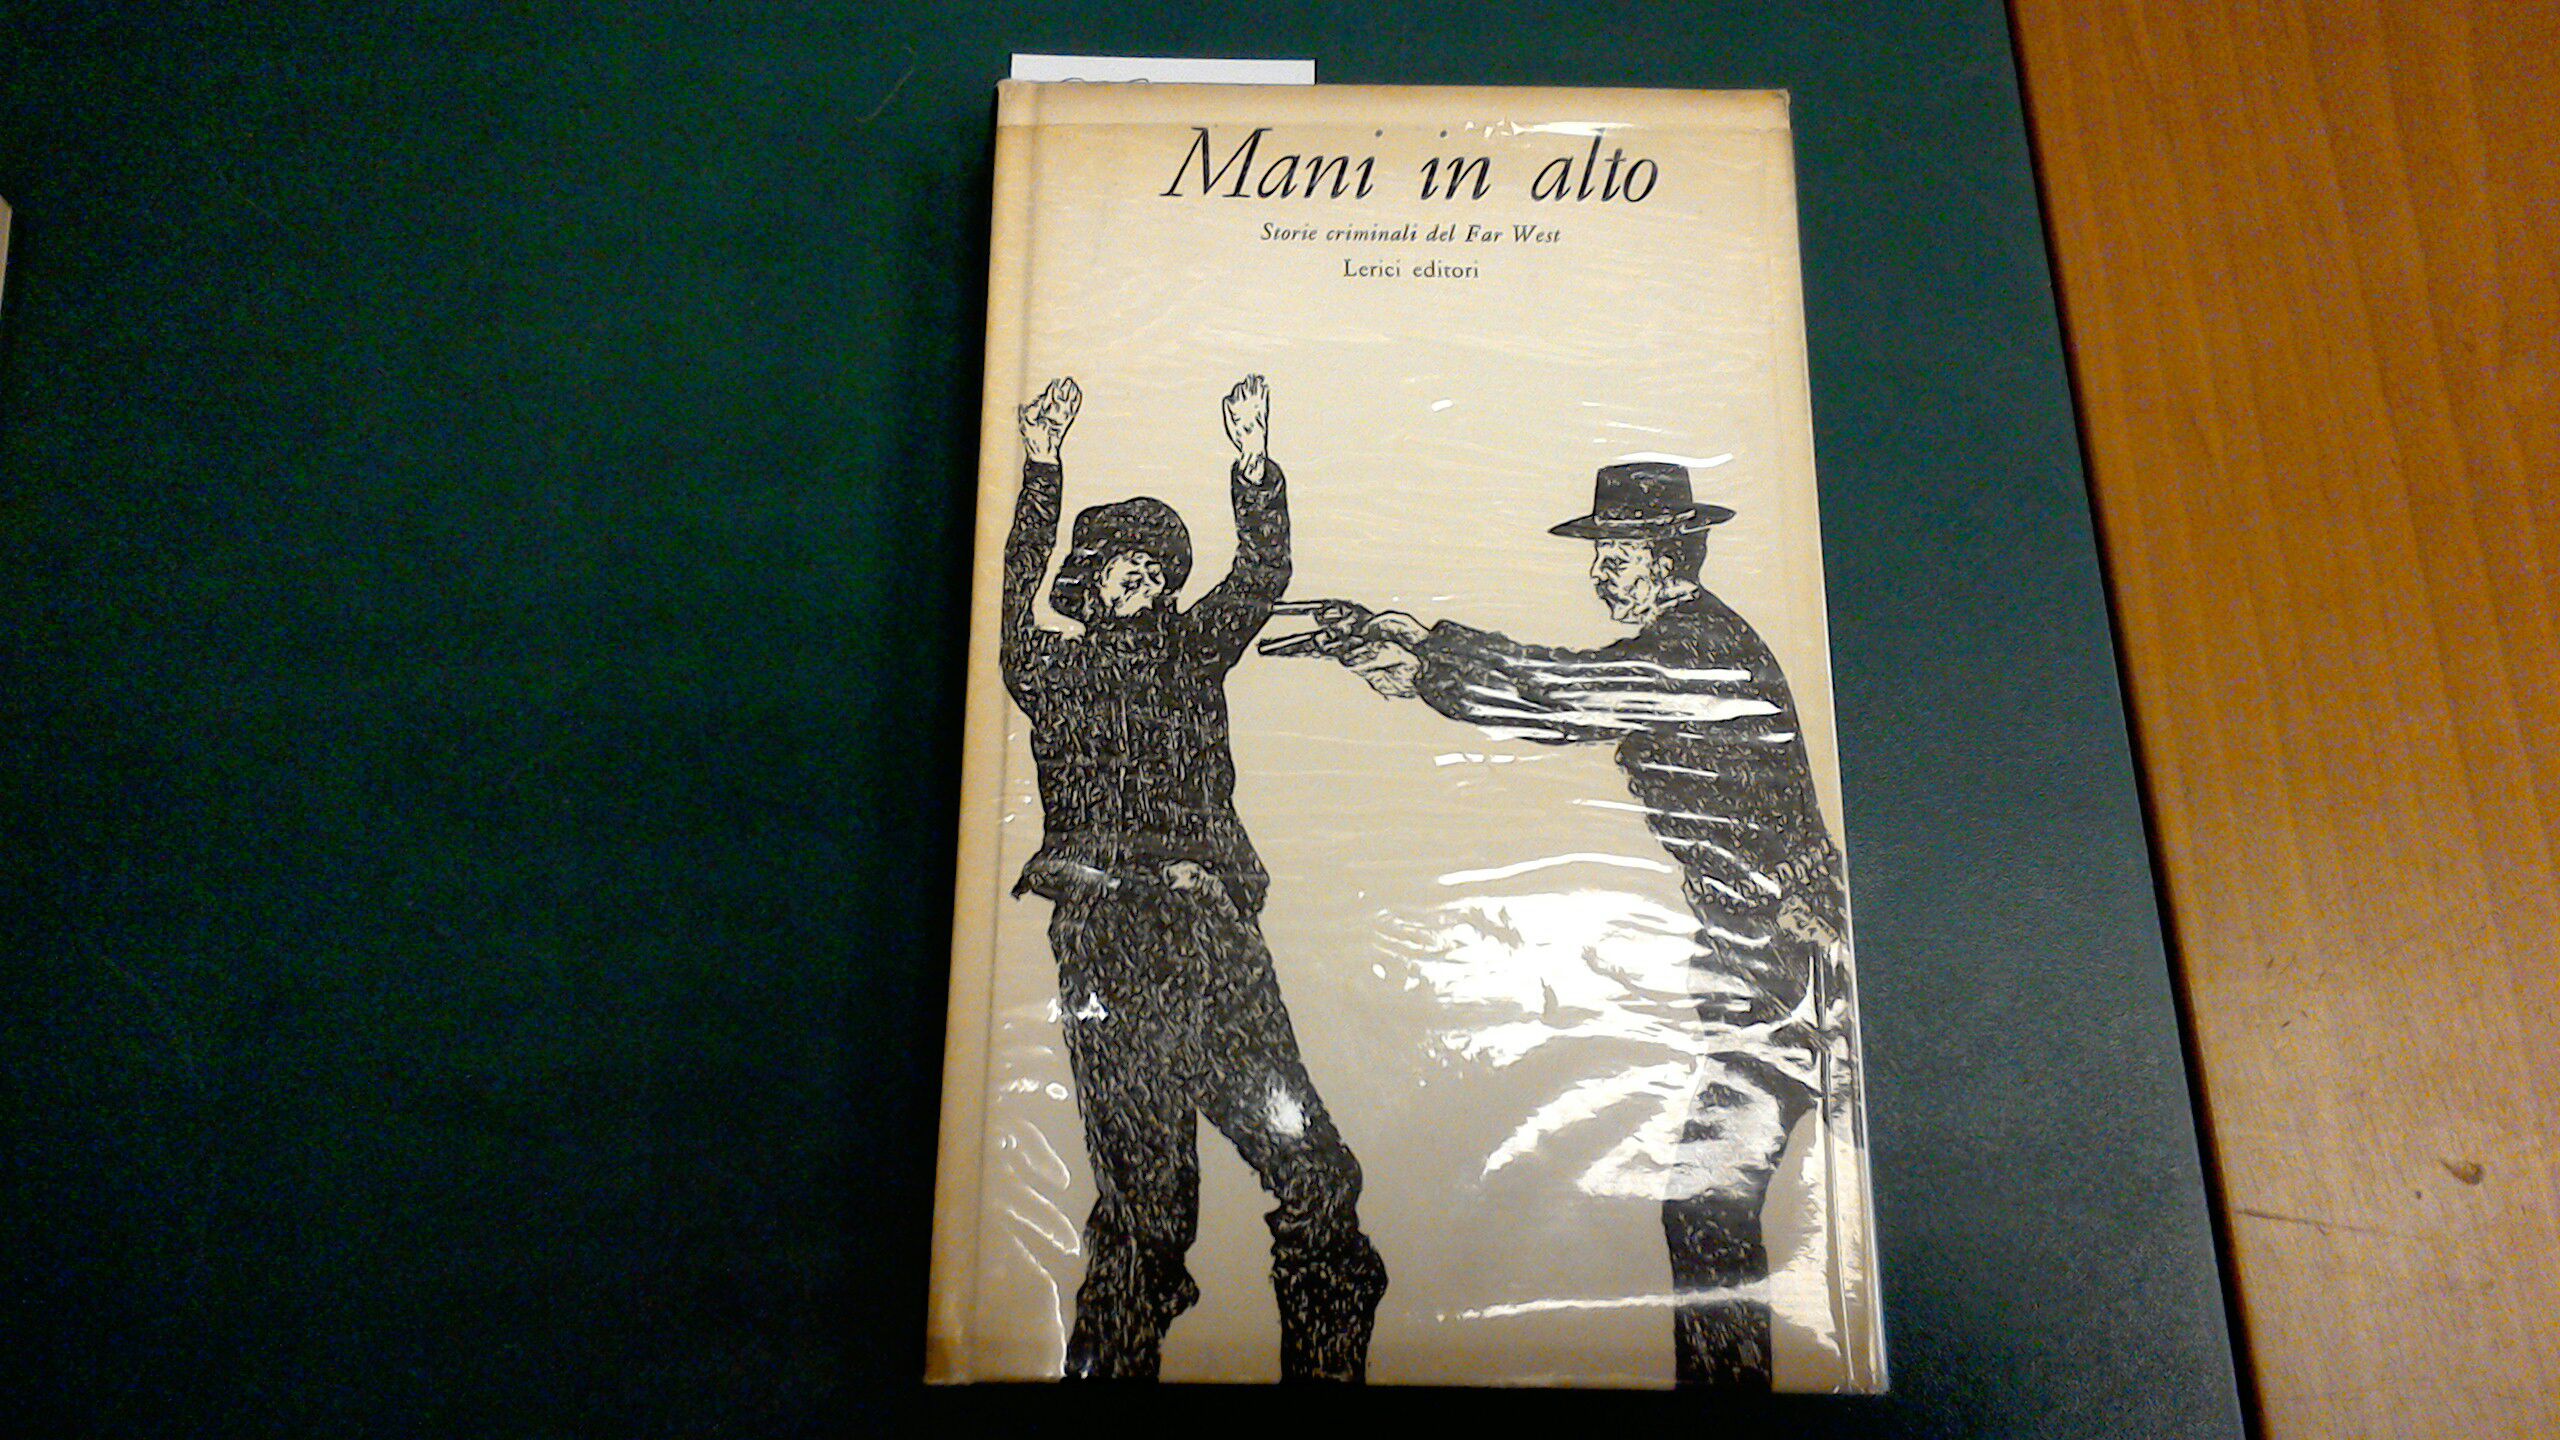 Mani in alto
Storie criminali del Far West
Lerici editori